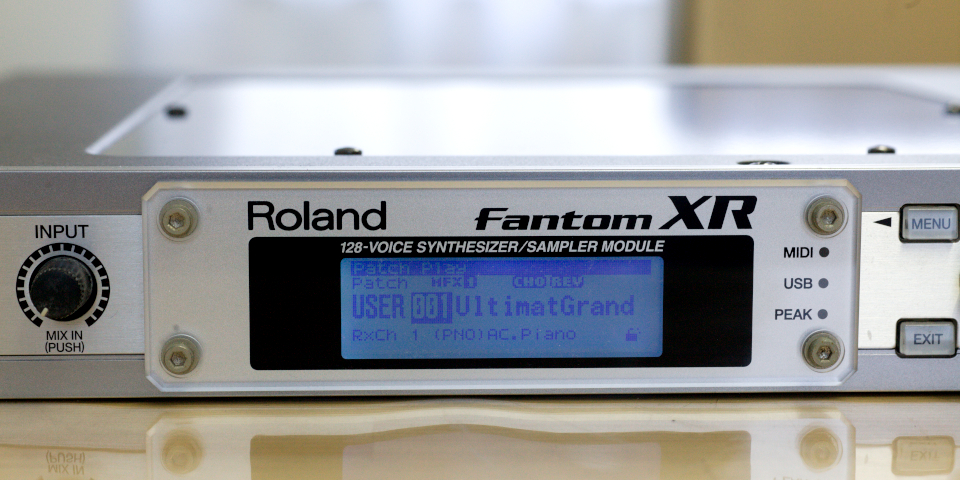 Roland Fantom XR
128-VOICE SYNTHESIZER/SAMPLER MODULE
INPUT
MIX IN
(PUSH)
Patch Play
Patch MFX1 CHO REV
USER 001 UltimatGrand
RxCh 1 (PNO)AC.Piano
MIDI
USB
PEAK
MENU
EXIT